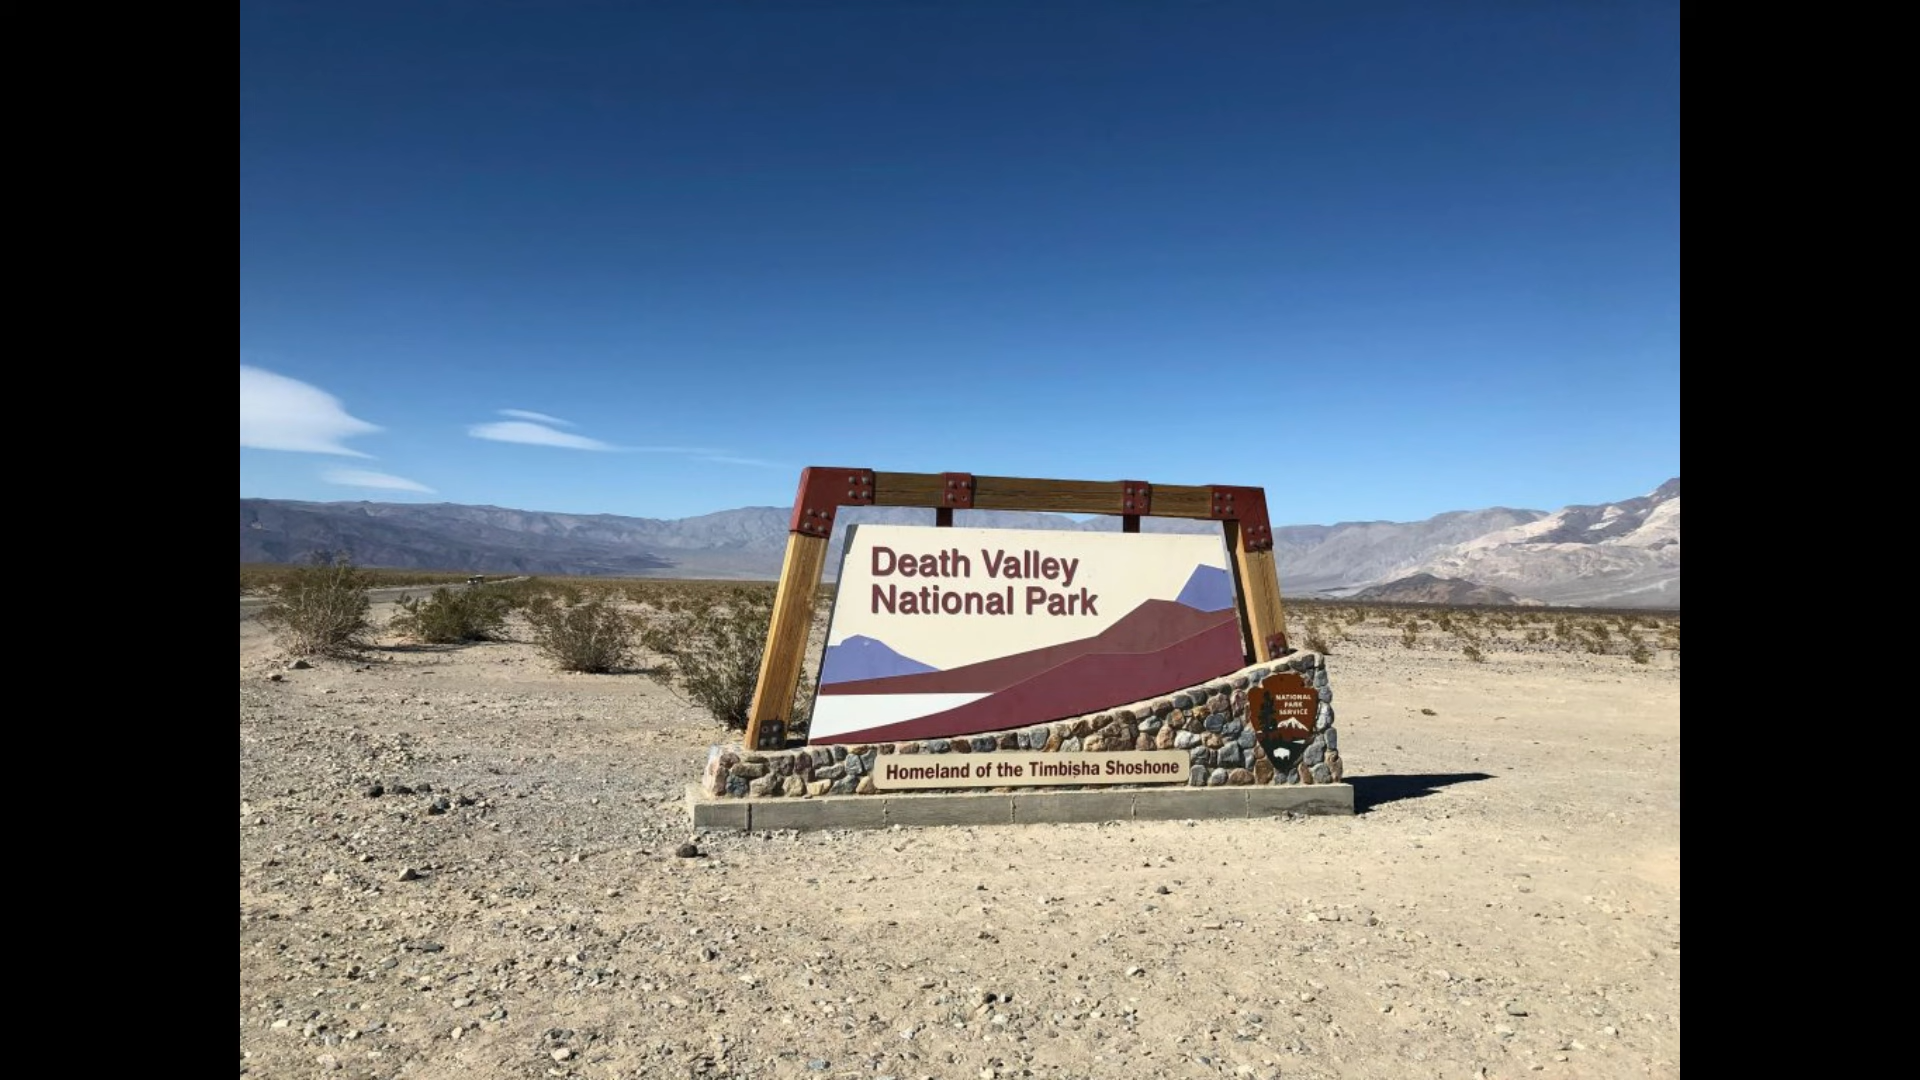 Death Valley
National Park
NATIONAL
PARK
SERVICE
Homeland of the Timbisha Shoshone